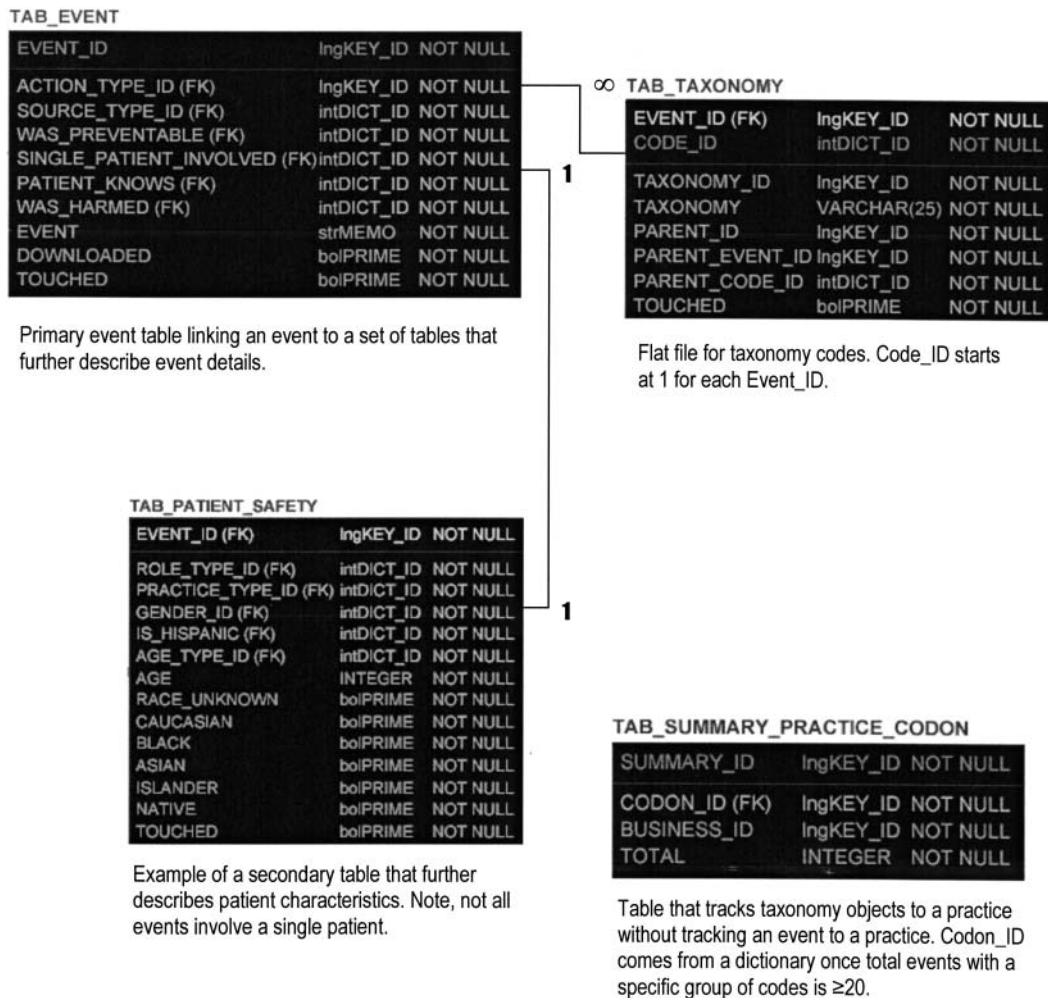 TAB_EVENT
EVENT_ID lngKEY_ID NOT NULL
ACTION_TYPE_ID (FK) lngKEY_ID NOT NULL
SOURCE_TYPE_ID (FK) intDICT_ID NOT NULL
WAS_PREVENTABLE (FK) intDICT_ID NOT NULL
SINGLE_PATIENT_INVOLVED (FK) intDICT_ID NOT NULL
PATIENT_KNOWS (FK) intDICT_ID NOT NULL
WAS_HARMED (FK) intDICT_ID NOT NULL
EVENT strMEMO NOT NULL
DOWNLOADED bolPRIME NOT NULL
TOUCHED bolPRIME NOT NULL
Primary event table linking an event to a set of tables that
further describe event details.
∞ TAB_TAXONOMY
EVENT_ID (FK) lngKEY_ID NOT NULL
CODE_ID intDICT_ID NOT NULL
TAXONOMY_ID lngKEY_ID NOT NULL
TAXONOMY VARCHAR(25) NOT NULL
PARENT_ID lngKEY_ID NOT NULL
PARENT_EVENT_ID lngKEY_ID NOT NULL
PARENT_CODE_ID intDICT_ID NOT NULL
TOUCHED bolPRIME NOT NULL
Flat file for taxonomy codes. Code_ID starts
at 1 for each Event_ID.
1
TAB_PATIENT_SAFETY
EVENT_ID (FK) lngKEY_ID NOT NULL
ROLE_TYPE_ID (FK) intDICT_ID NOT NULL
PRACTICE_TYPE_ID (FK) intDICT_ID NOT NULL
GENDER_ID (FK) intDICT_ID NOT NULL
IS_HISPANIC (FK) intDICT_ID NOT NULL
AGE_TYPE_ID (FK) intDICT_ID NOT NULL
AGE INTEGER NOT NULL
RACE_UNKNOWN bolPRIME NOT NULL
CAUCASIAN bolPRIME NOT NULL
BLACK bolPRIME NOT NULL
ASIAN bolPRIME NOT NULL
ISLANDER bolPRIME NOT NULL
NATIVE bolPRIME NOT NULL
TOUCHED bolPRIME NOT NULL
1
Example of a secondary table that further
describes patient characteristics. Note, not all
events involve a single patient.
TAB_SUMMARY_PRACTICE_CODON
SUMMARY_ID lngKEY_ID NOT NULL
CODON_ID (FK) lngKEY_ID NOT NULL
BUSINESS_ID lngKEY_ID NOT NULL
TOTAL INTEGER NOT NULL
Table that tracks taxonomy objects to a practice
without tracking an event to a practice. Codon_ID
comes from a dictionary once total events with a
specific group of codes is ≥20.